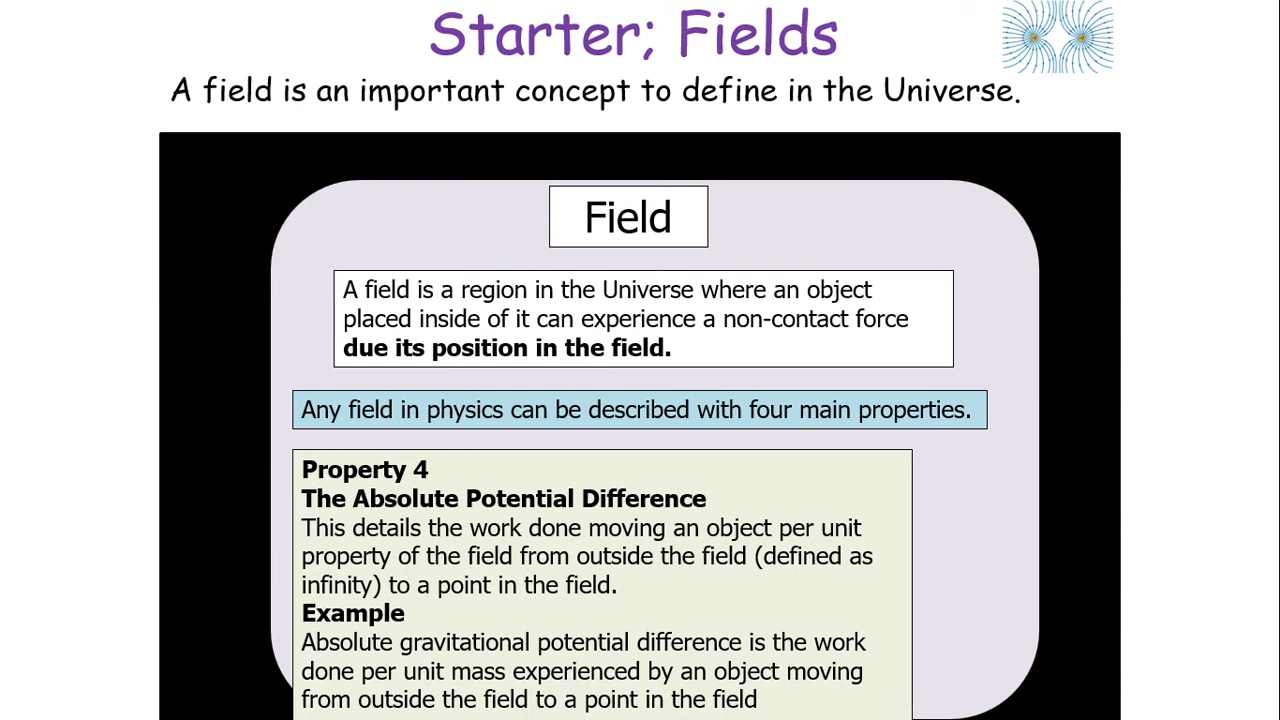 Starter; Fields
A field is an important concept to define in the Universe.
Field
A field is a region in the Universe where an object
placed inside of it can experience a non-contact force
due its position in the field.
Any field in physics can be described with four main properties.
Property 4
The Absolute Potential Difference
This details the work done moving an object per unit
property of the field from outside the field (defined as
infinity) to a point in the field.
Example
Absolute gravitational potential difference is the work
done per unit mass experienced by an object moving
from outside the field to a point in the field